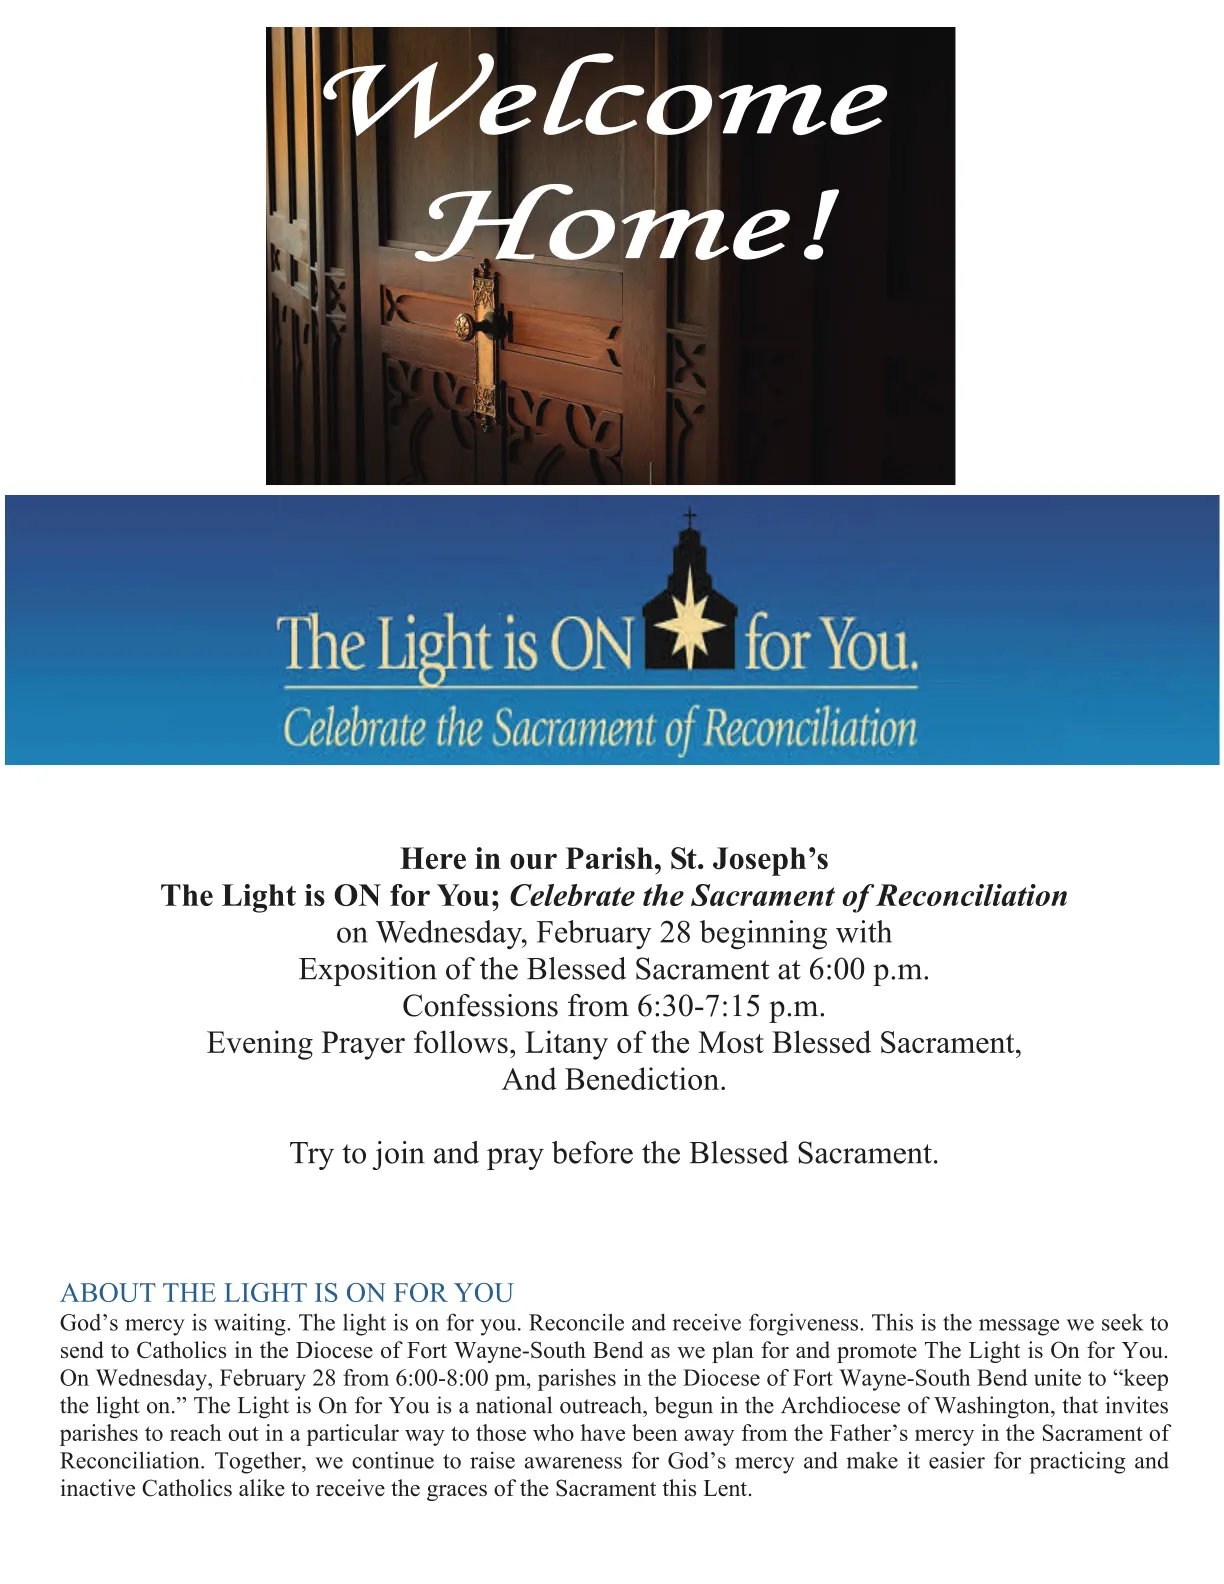 Welcome
Home!
The Light is ON for You.
Celebrate the Sacrament of Reconciliation
Here in our Parish, St. Joseph’s
The Light is ON for You; Celebrate the Sacrament of Reconciliation
on Wednesday, February 28 beginning with
Exposition of the Blessed Sacrament at 6:00 p.m.
Confessions from 6:30-7:15 p.m.
Evening Prayer follows, Litany of the Most Blessed Sacrament,
And Benediction.
Try to join and pray before the Blessed Sacrament.
ABOUT THE LIGHT IS ON FOR YOU
God’s mercy is waiting. The light is on for you. Reconcile and receive forgiveness. This is the message we seek to
send to Catholics in the Diocese of Fort Wayne-South Bend as we plan for and promote The Light is On for You.
On Wednesday, February 28 from 6:00-8:00 pm, parishes in the Diocese of Fort Wayne-South Bend unite to “keep
the light on.” The Light is On for You is a national outreach, begun in the Archdiocese of Washington, that invites
parishes to reach out in a particular way to those who have been away from the Father’s mercy in the Sacrament of
Reconciliation. Together, we continue to raise awareness for God’s mercy and make it easier for practicing and
inactive Catholics alike to receive the graces of the Sacrament this Lent.